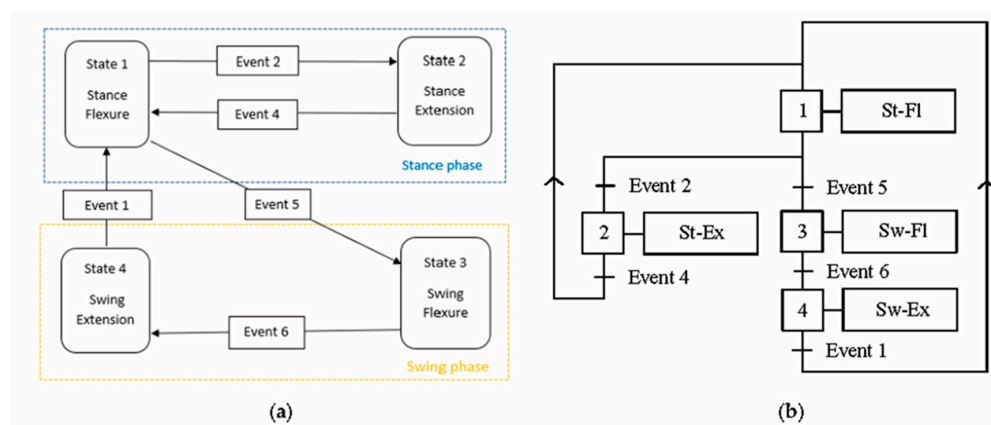 State 1
Stance
Flexure
Event 2
State 2
Stance
Extension
Event 4
Stance phase
Event 1
Event 5
State 4
Swing
Extension
State 3
Swing
Flexure
Event 6
Swing phase
(a)
1
St-Fl
Event 2
Event 5
2
St-Ex
3
Sw-Fl
Event 4
Event 6
4
Sw-Ex
Event 1
(b)